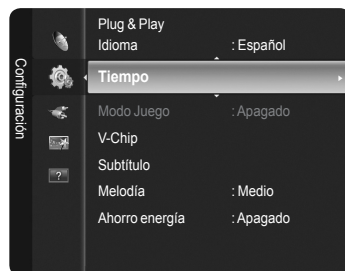 Configuración
Plug & Play
Idioma : Español
Tiempo
Modo Juego : Apagado
V-Chip
Subtítulo
Melodía : Medio
Ahorro energía : Apagado